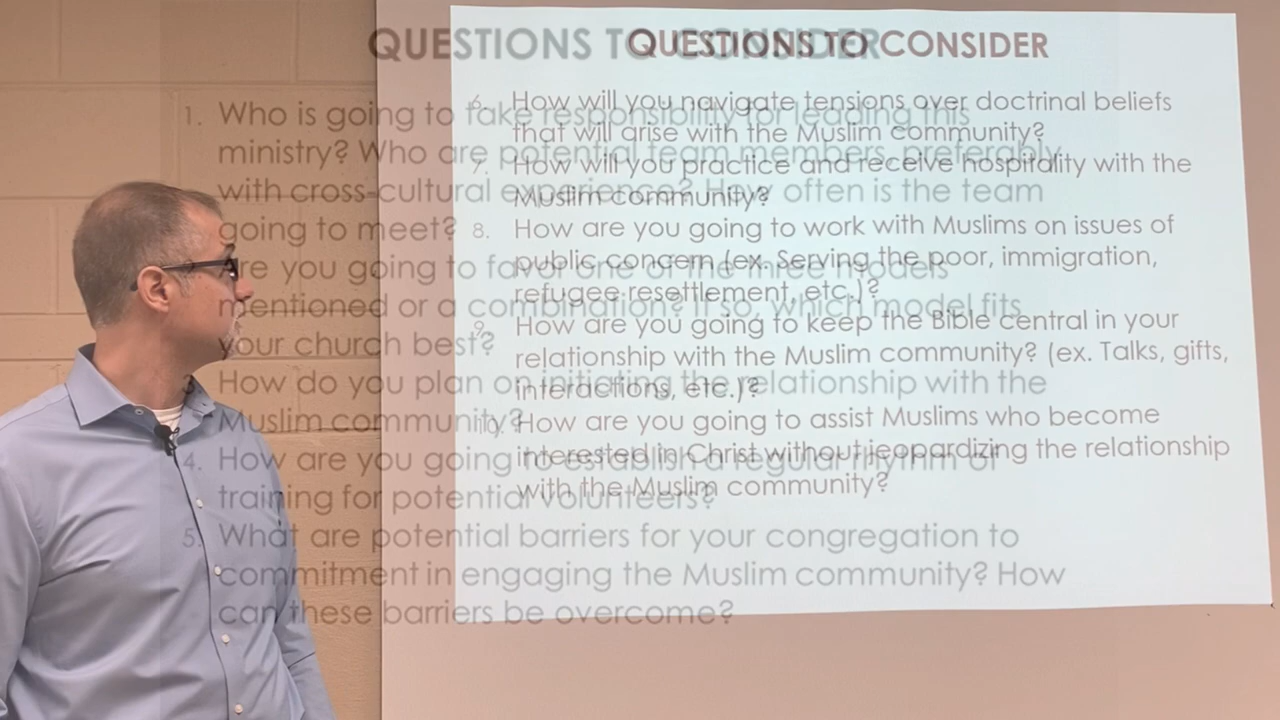 QUESTIONS TO CONSIDER
1. Who is going to take responsibility for leading this
ministry? Who are potential team members, preferably
with cross-cultural experience? How often is the team
going to meet?
Are you going to favor one of the three models
mentioned or a combination? If so, which model fits
your church best?
3. How do you plan on initiating the relationship with the
Muslim community?
4. How are you going to establish a regular rhythm of
training for potential volunteers?
5. What are potential barriers for your congregation to
commitment in engaging the Muslim community? How
can these barriers be overcome?
QUESTIONS TO CONSIDER
6. How will you navigate tensions over doctrinal beliefs
that will arise with the Muslim community?
7. How will you practice and receive hospitality with the
Muslim community?
8. How are you going to work with Muslims on issues of
public concern (ex. Serving the poor, immigration,
refugee resettlement, etc.)?
9. How are you going to keep the Bible central in your
relationship with the Muslim community? (ex. Talks, gifts,
interactions, etc.)?
10. How are you going to assist Muslims who become
interested in Christ without jeopardizing the relationship
with the Muslim community?